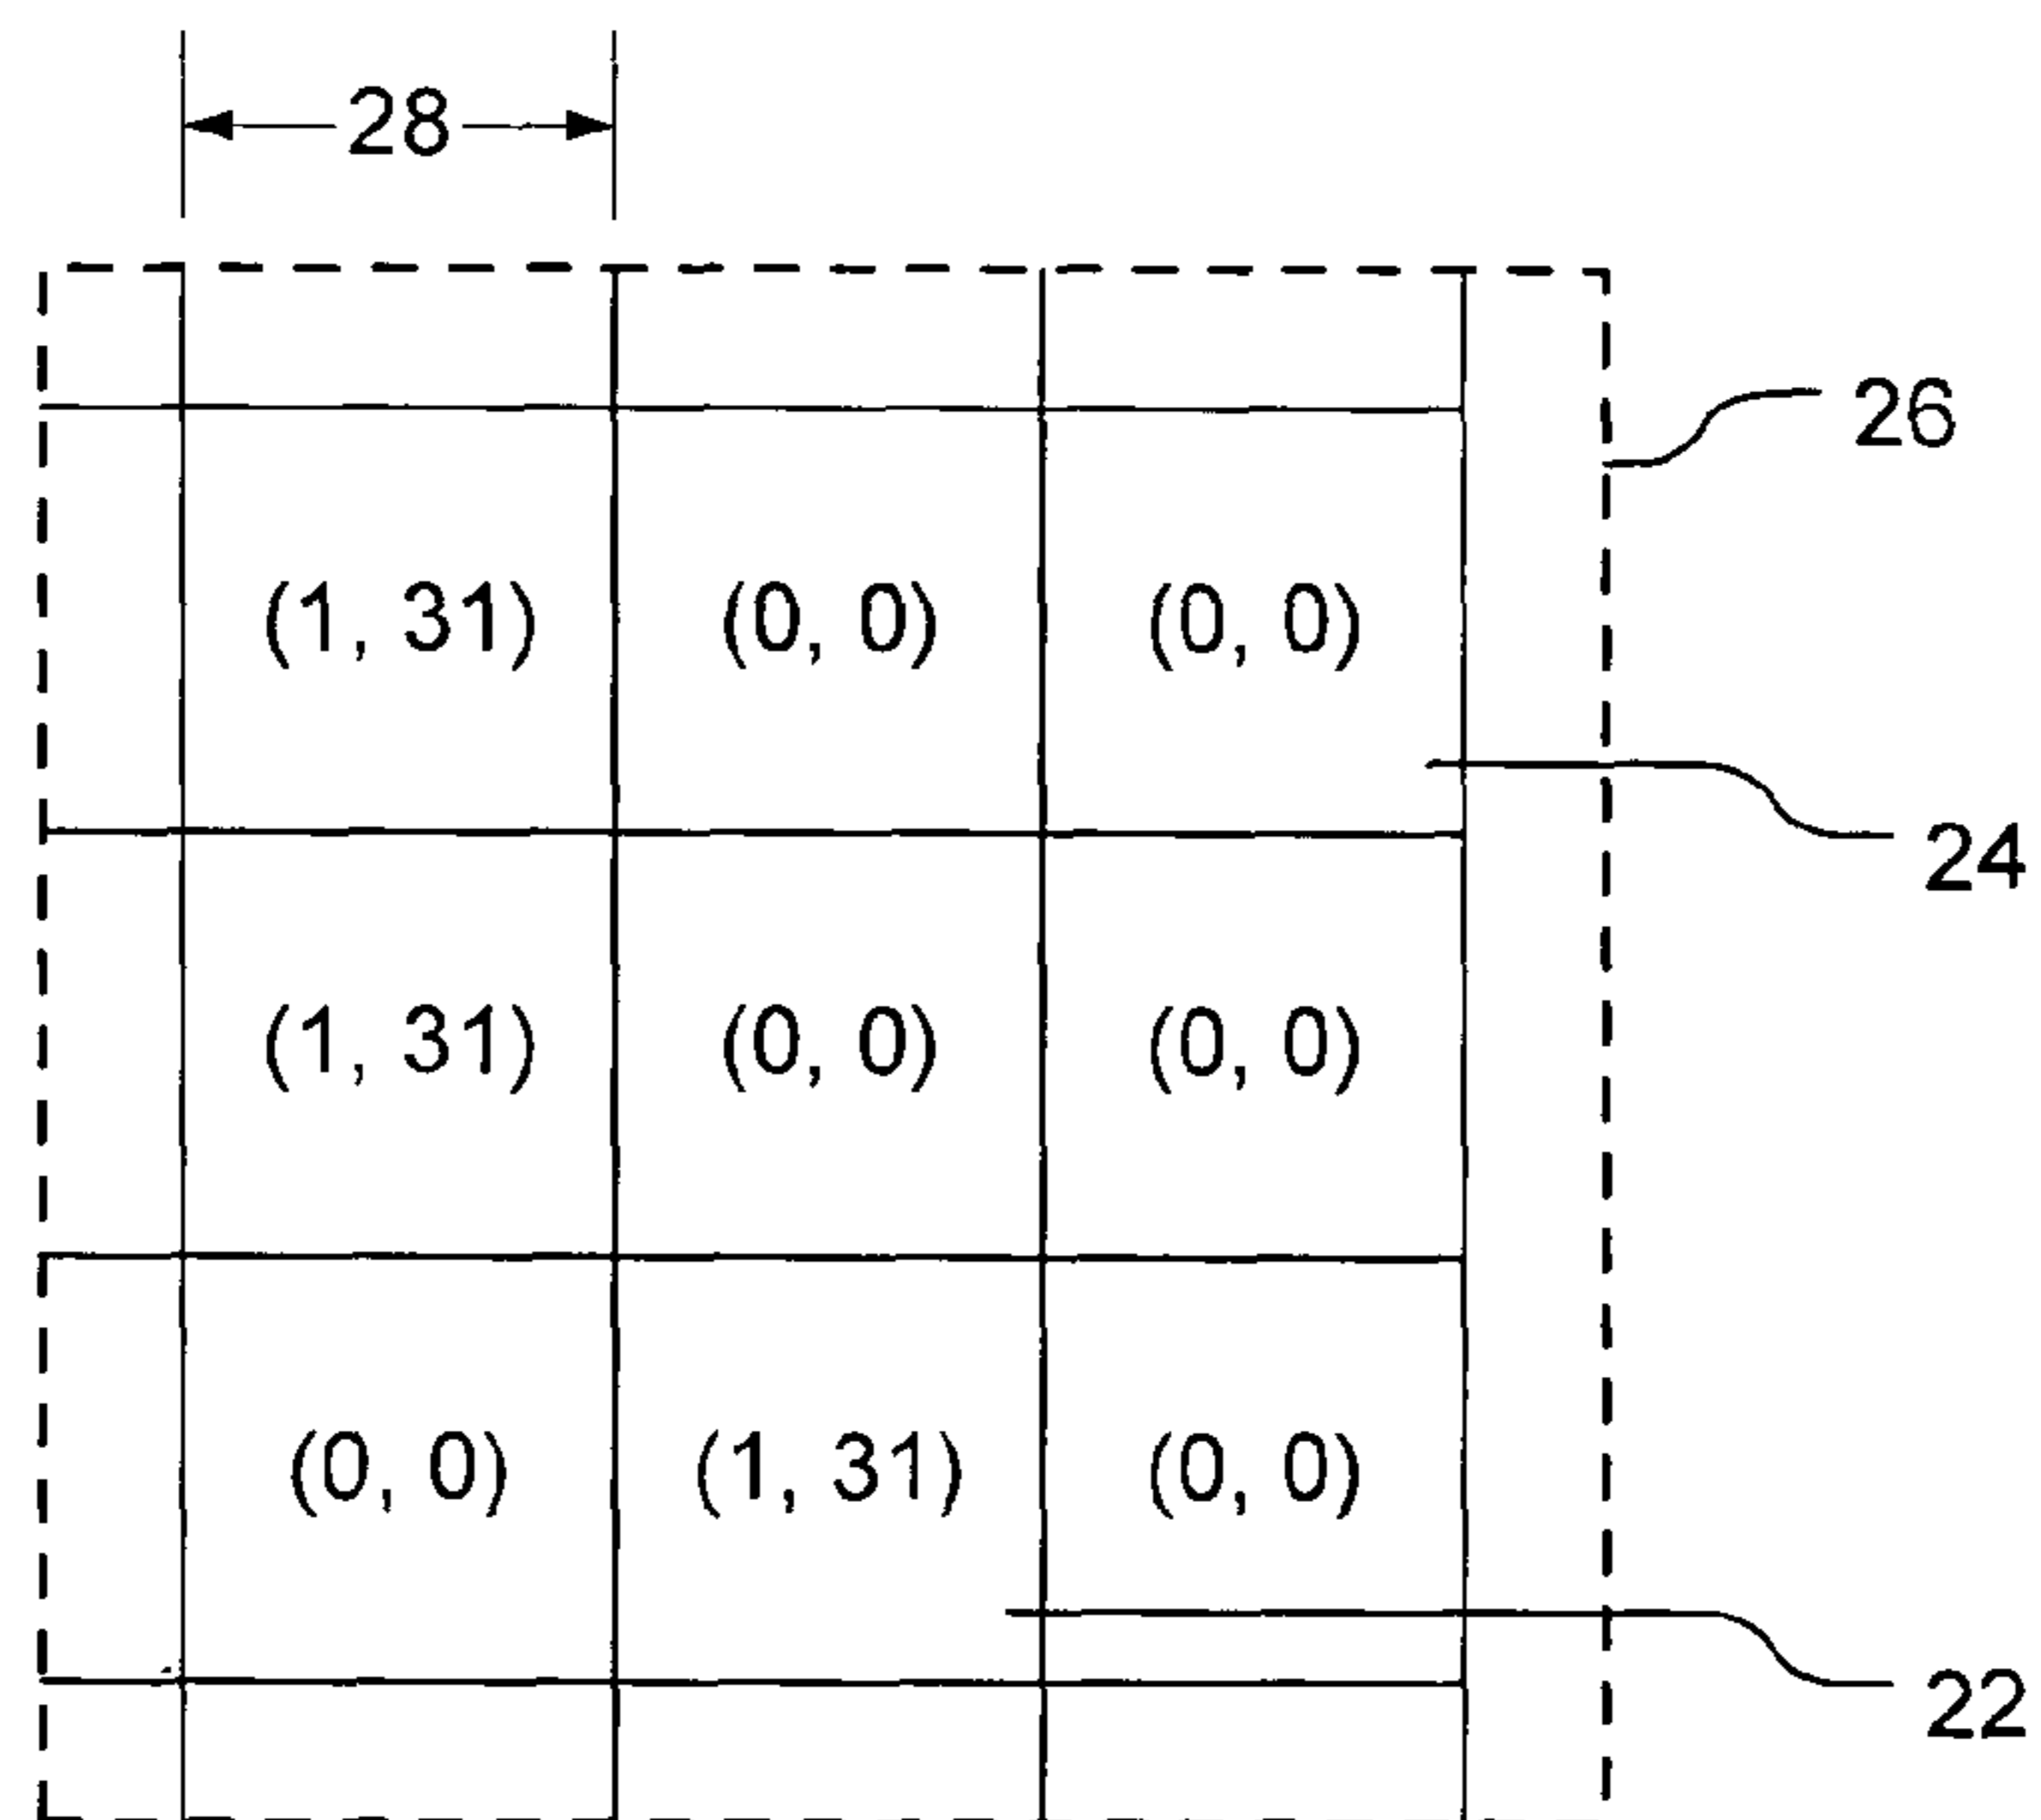 28
26
(1, 31) (0, 0) (0, 0)
24
(1, 31) (0, 0) (0, 0)
(0, 0) (1, 31) (0, 0)
22